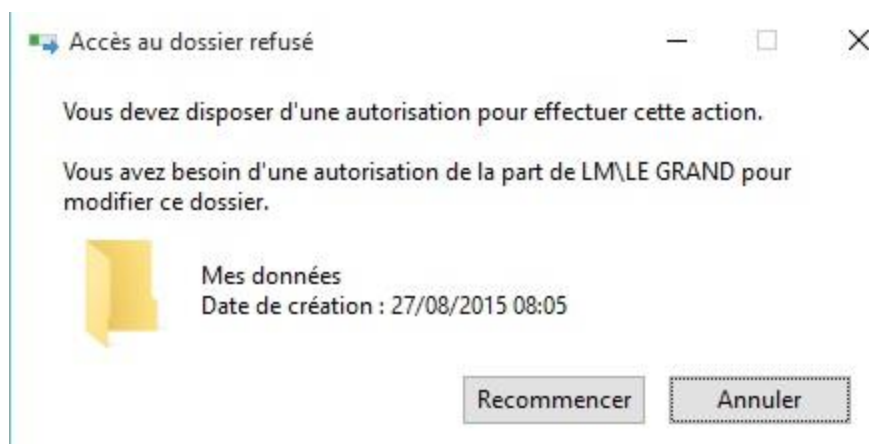 Accès au dossier refusé
Vous devez disposer d'une autorisation pour effectuer cette action.
Vous avez besoin d'une autorisation de la part de LM\LE GRAND pour
modifier ce dossier.
Mes données
Date de création : 27/08/2015 08:05
Recommencer
Annuler